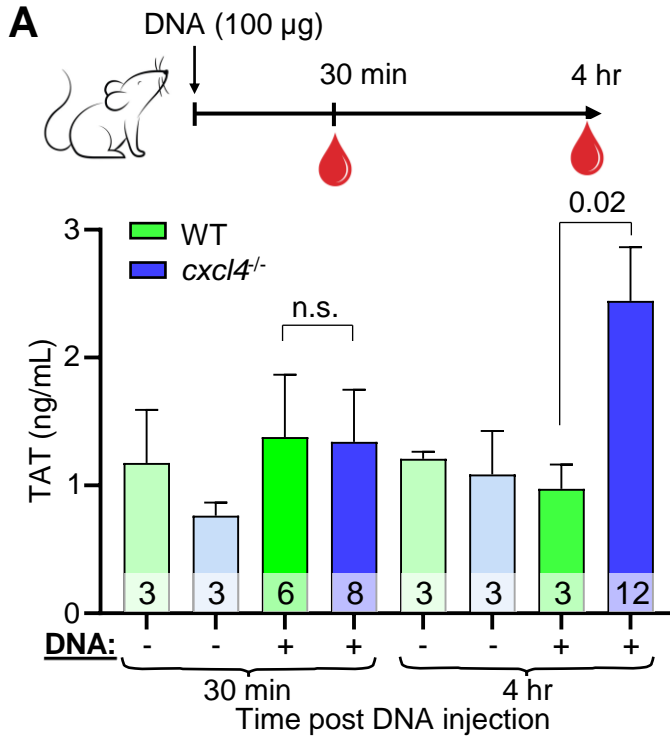 A
DNA (100 µg)
30 min
4 hr
0.02
3
WT
cxcl4-/-
n.s.
2
TAT (ng/mL)
1
0
3 3 6 8 3 3 3 12
DNA: - - + + - - + +
30 min 4 hr
Time post DNA injection